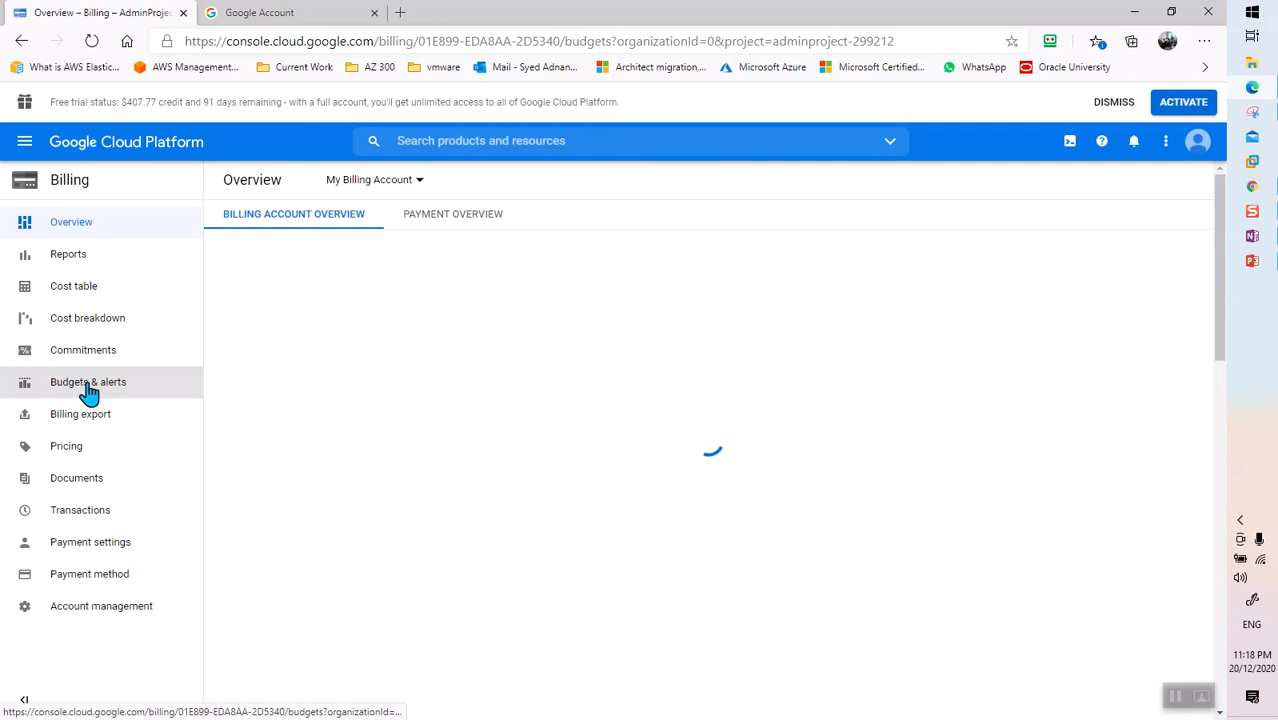 Overview – Billing – AdminProjec
Google Account
https://console.cloud.google.com/billing/01E899-EDA8AA-2D5340/budgets?organizationId=0&project=adminproject-299212
What is AWS Elastic...
AWS Management...
Current Work
AZ 300
vmware
Mail - Syed Adnan...
Architect migration,...
Microsoft Azure
Microsoft Certified...
WhatsApp
Oracle University
Free trial status: $407.77 credit and 91 days remaining - with a full account, you'll get unlimited access to all of Google Cloud Platform.
DISMISS
ACTIVATE
Google Cloud Platform
Search products and resources
Billing
Overview
My Billing Account
BILLING ACCOUNT OVERVIEW
PAYMENT OVERVIEW
Overview
Reports
Cost table
Cost breakdown
Commitments
Budgets & alerts
Billing export
Pricing
Documents
Transactions
Payment settings
Payment method
Account management
https://console.cloud.google.com/billing/01E899-EDA8AA-2D5340/budgets?organizationId=...
ENG
11:18 PM
20/12/2020